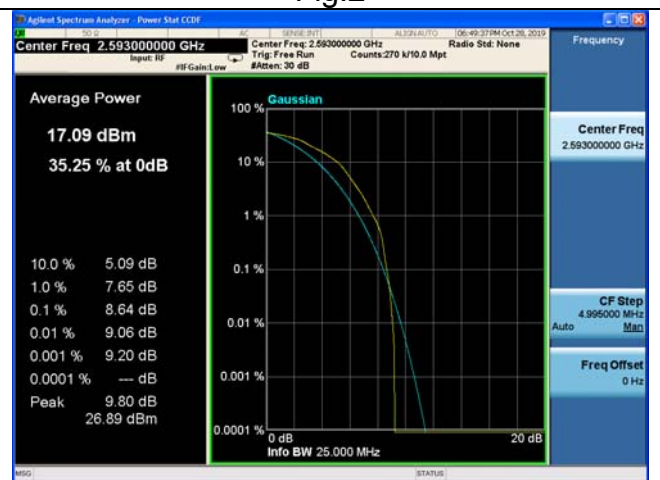 Fig.2
Agilent Spectrum Analyzer - Power Stat CCDF
50 Ω AC SENSE:INT ALIGN AUTO 06:49:37 PM Oct 28, 2019
Center Freq 2.593000000 GHz
Input: RF
#IFGain:Low
Center Freq: 2.593000000 GHz
Radio Std: None
Trig: Free Run
Counts:270 k/10.0 Mpt
#Atten: 30 dB
Average Power
17.09 dBm
35.25 % at 0dB
10.0 % 5.09 dB
1.0 % 7.65 dB
0.1 % 8.64 dB
0.01 % 9.06 dB
0.001 % 9.20 dB
0.0001 % --- dB
Peak 9.80 dB
26.89 dBm
Gaussian
100 %
10 %
1 %
0.1 %
0.01 %
0.001 %
0.0001 %
0 dB
20 dB
Info BW 25.000 MHz
Frequency
Center Freq
2.593000000 GHz
CF Step
4.995000 MHz
Auto Man
Freq Offset
0 Hz
MSG
STATUS